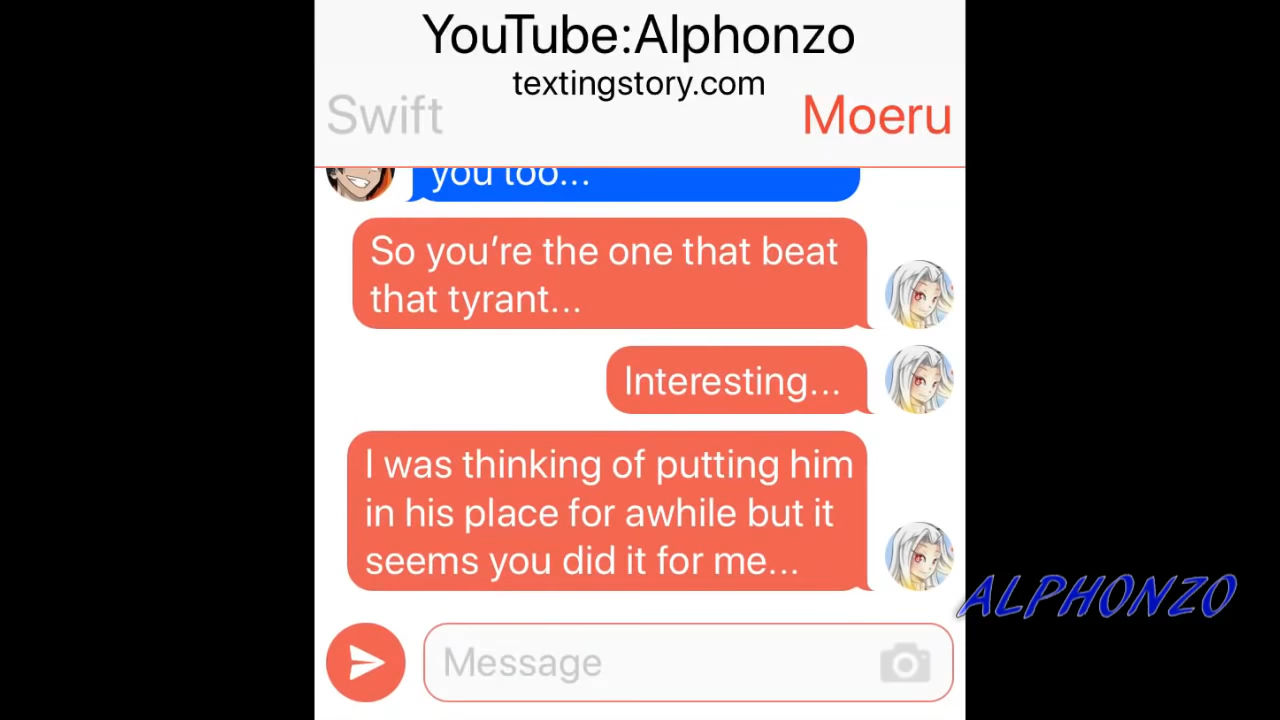 YouTube:Alphonzo
textingstory.com
Swift
Moeru
you too...
So you’re the one that beat
that tyrant...
Interesting...
I was thinking of putting him
in his place for awhile but it
seems you did it for me...
ALPHONZO
Message